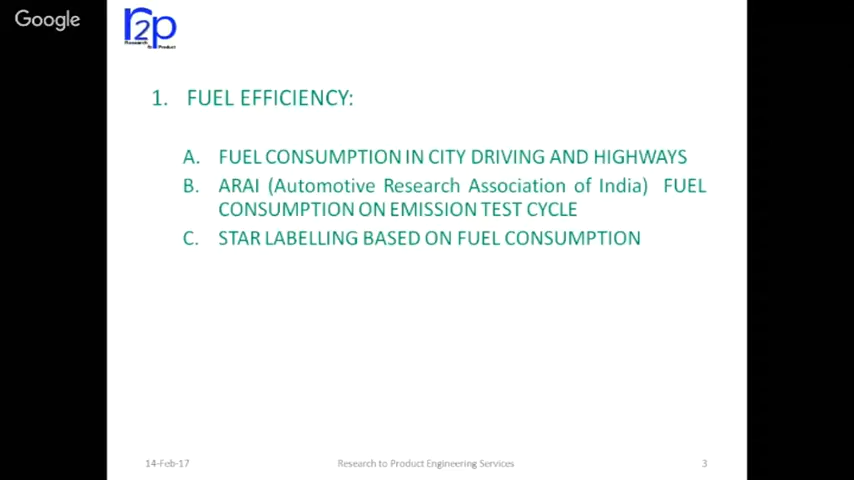 Google
r2p
Research to Product
1. FUEL EFFICIENCY:
A. FUEL CONSUMPTION IN CITY DRIVING AND HIGHWAYS
B. ARAI (Automotive Research Association of India) FUEL
CONSUMPTION ON EMISSION TEST CYCLE
C. STAR LABELLING BASED ON FUEL CONSUMPTION
14-Feb-17 Research to Product Engineering Services 3